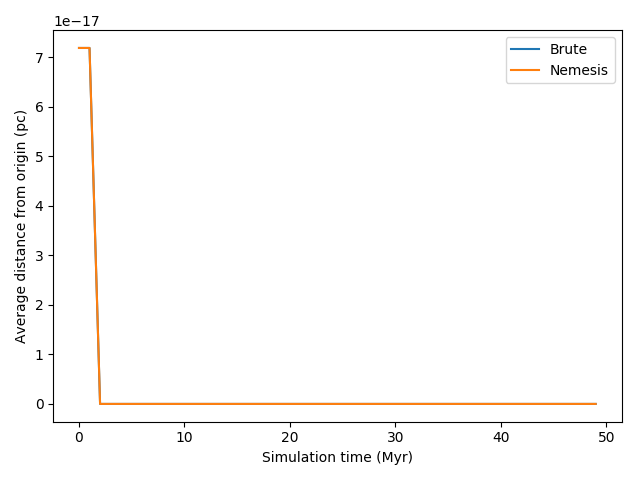 1e−17
Average distance from origin (pc)
7
6
5
4
3
2
1
0
Brute
Nemesis
0 10 20 30 40 50
Simulation time (Myr)